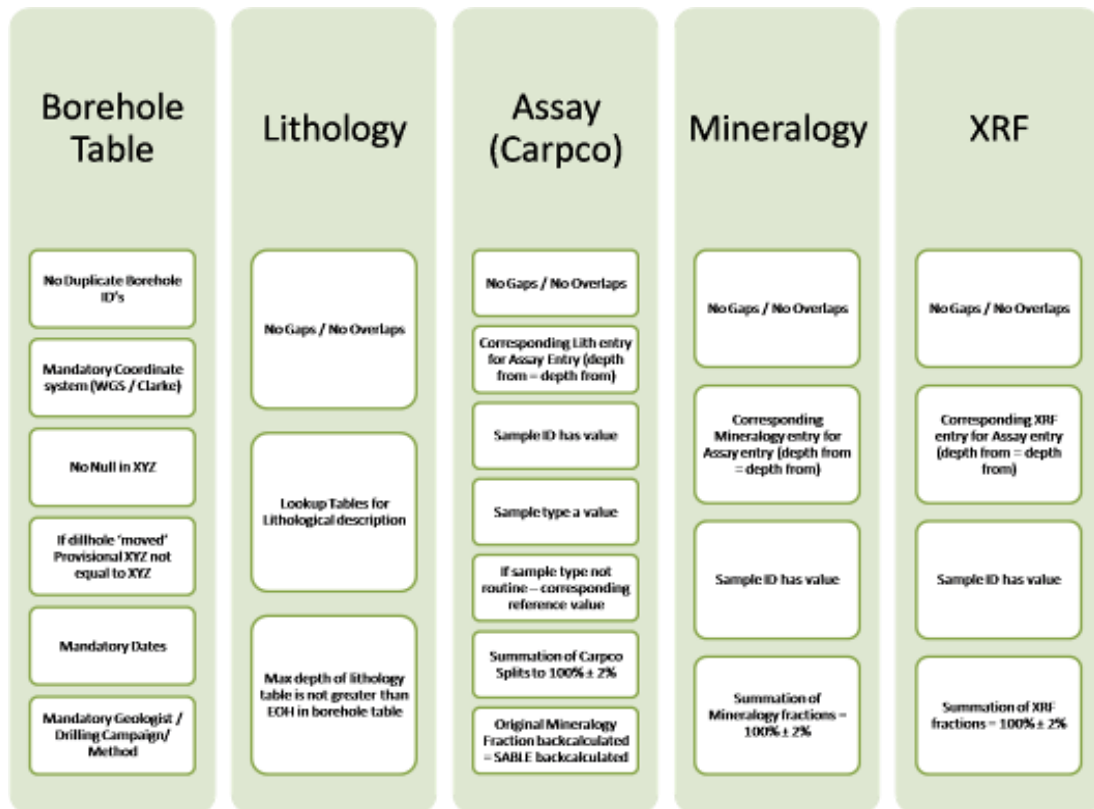 Borehole
Table
No Duplicate Borehole
ID's
Mandatory Coordinate
system (WGS / Clarke)
No Null in XYZ
If dillhole 'moved'
Provisional XYZ not
equal to XYZ
Mandatory Dates
Mandatory Geologist /
Drilling Campaign/
Method
Lithology
No Gaps / No Overlaps
Lookup Tables for
Lithological description
Max depth of lithology
table is not greater than
EOH in borehole table
Assay
(Carpco)
No Gaps / No Overlaps
Corresponding Lith entry
for Assay Entry (depth
from = depth from)
Sample ID has value
Sample type a value
If sample type not
routine – corresponding
reference value
Summation of Carpco
Splits to 100% ± 2%
Original Mineralogy
Fraction backcalculated
= SABLE backcalculated
Mineralogy
No Gaps / No Overlaps
Corresponding
Mineralogy entry for
Assay entry (depth from
= depth from)
Sample ID has value
Summation of
Mineralogy fractions =
100% ± 2%
XRF
No Gaps / No Overlaps
Corresponding XRF
entry for Assay entry
(depth from = depth
from)
Sample ID has value
Summation of XRF
fractions = 100% ± 2%